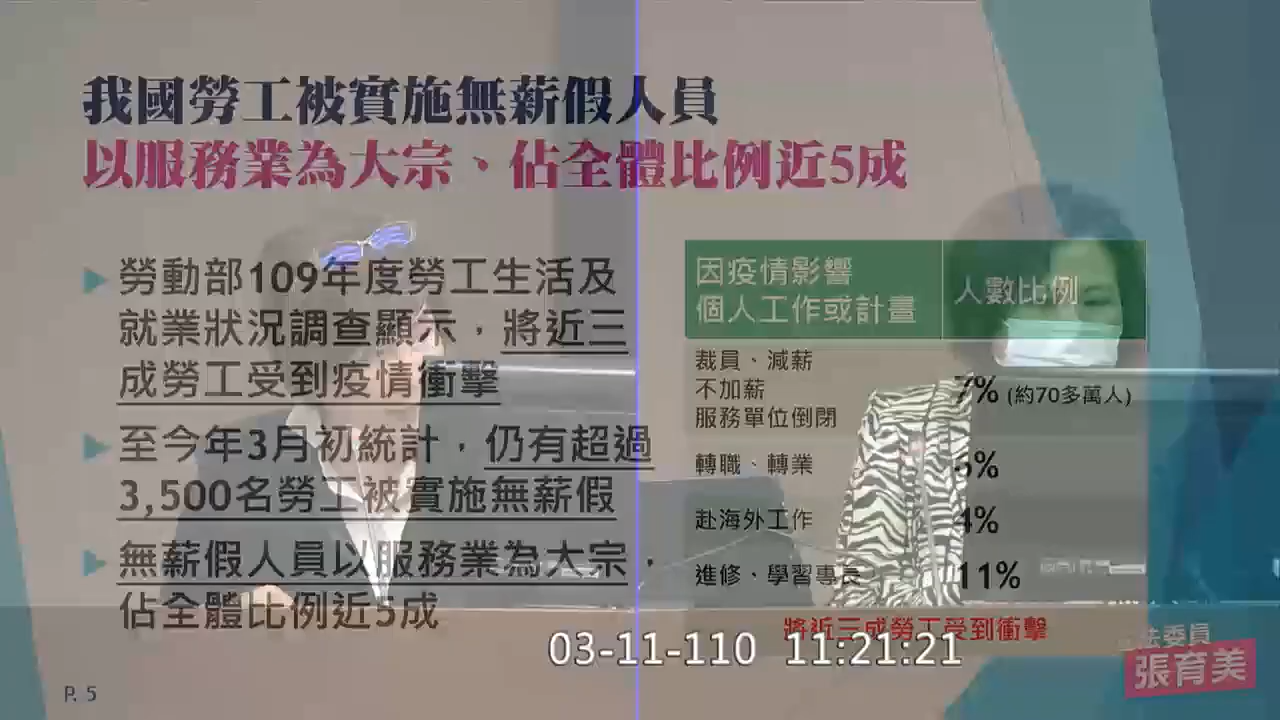 我國勞工被實施無薪假人員
以服務業為大宗、佔全體比例近5成
勞動部109年度勞工生活及
就業狀況調查顯示，將近三
成勞工受到疫情衝擊
至今年3月初統計，仍有超過
3,500名勞工被實施無薪假
無薪假人員以服務業為大宗，
佔全體比例近5成
因疫情影響
個人工作或計畫
人數比例
裁員、減薪
不加薪
服務單位倒閉
7% (約70多萬人)
轉職、轉業
%
赴海外工作
4%
進修、學習專長
11%
將近三成勞工受到衝擊
03-11-110 11:21:21
立法委員
張育美
P. 5